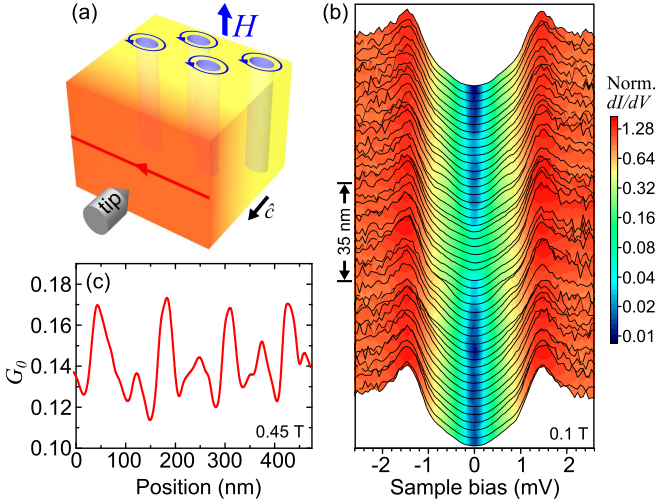 (a)
H
tip
ĉ
(b)
Norm.
dI/dV
1.28
0.64
0.32
0.16
0.08
0.04
0.02
0.01
35 nm
0.1 T
-2 -1 0 1 2
Sample bias (mV)
(c)
0.18
0.16
0.14
0.12
0.10
G0
0.45 T
0 100 200 300 400
Position (nm)